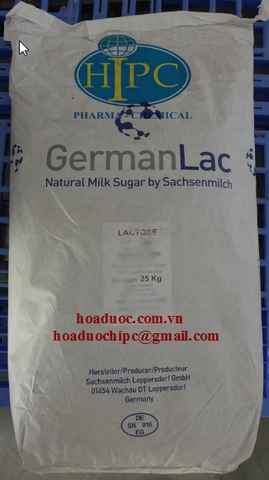 HIPC
PHARMA - CHEMICAL
GermanLac
Natural Milk Sugar by Sachsenmilch
LACTOSE
25 Kg
hoaduoc.com.vn
hoaduochipc@gmail.com
Hersteller/Producer/Producteur
Sachsenmilch Leppersdorf GmbH
01454 Wachau OT Leppersdorf
Germany
DE
SN 016
EG